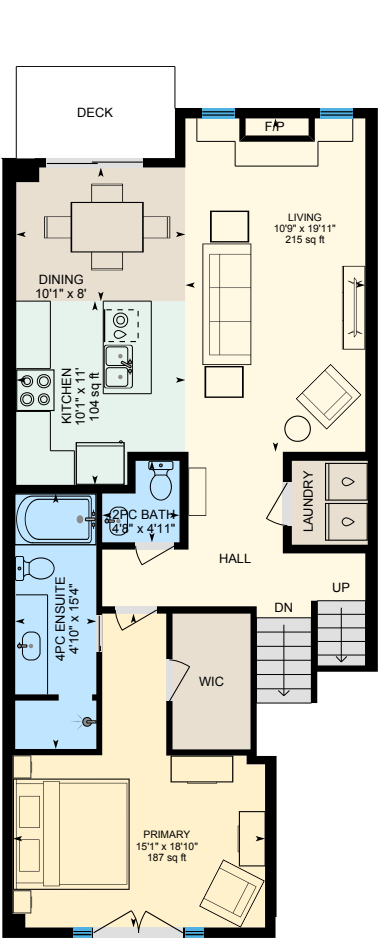 DECK
F/P
LIVING
10'9" x 19'11"
215 sq ft
DINING
10'1" x 8'
KITCHEN
10'1" x 11'
104 sq ft
LAUNDRY
2PC BATH
4'8" x 4'11"
HALL
UP
DN
4PC ENSUITE
4'10" x 15'4"
WIC
PRIMARY
15'1" x 18'10"
187 sq ft